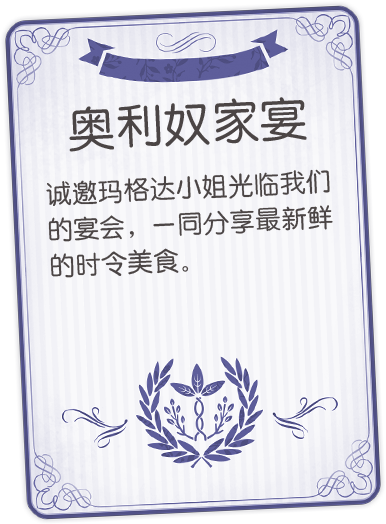 奥利奴家宴
诚邀玛格达小姐光临我们
的宴会，一同分享最新鲜
的时令美食。